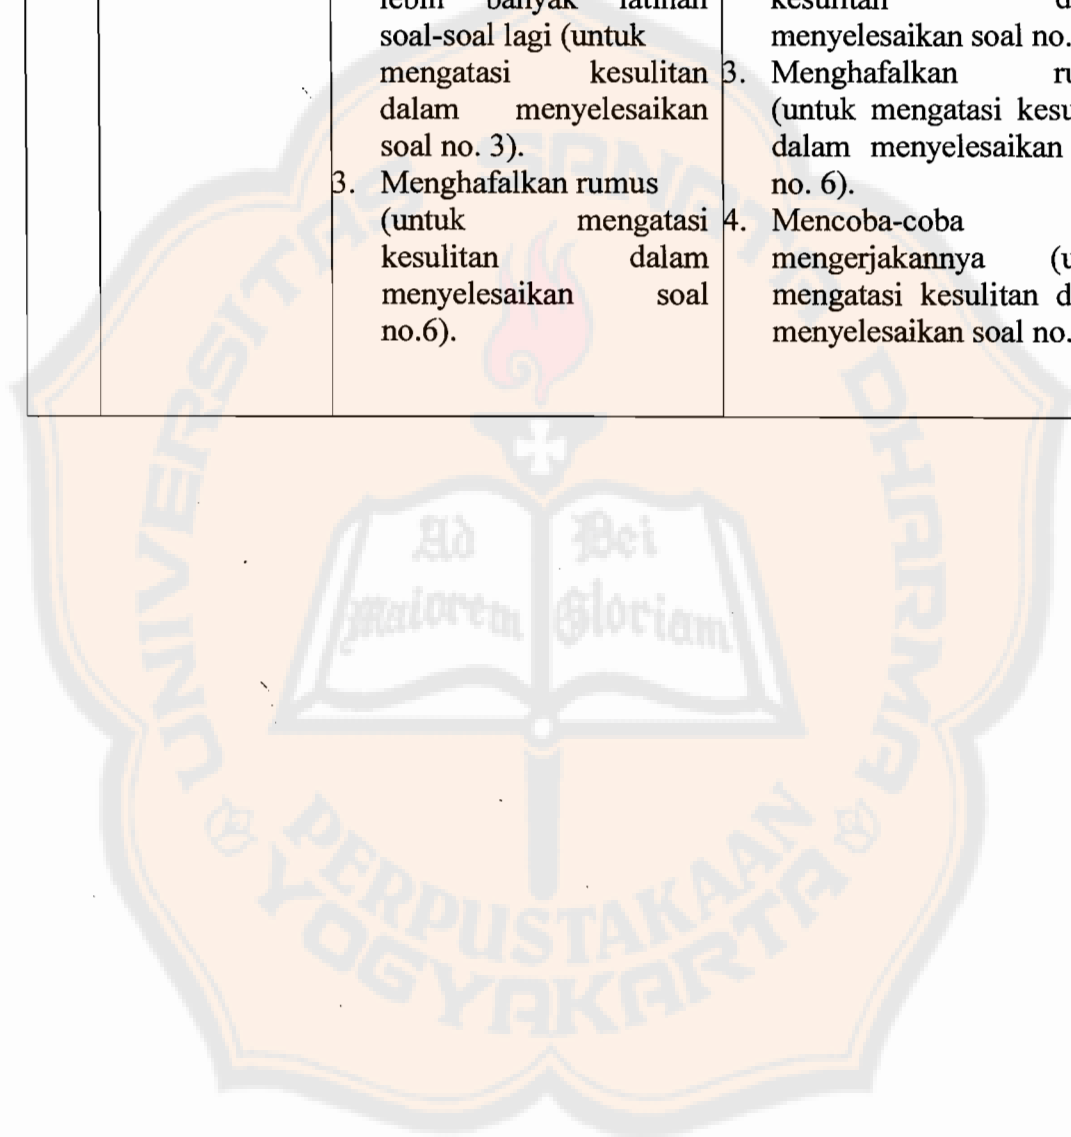 lebih banyak latihan
soal-soal lagi (untuk
mengatasi kesulitan
dalam menyelesaikan
soal no. 3).
3. Menghafalkan rumus
(untuk mengatasi
kesulitan dalam
menyelesaikan soal
no.6).
kesulitan
menyelesaikan soal no.
3. Menghafalkan
(untuk mengatasi
dalam menyelesaikan
no. 6).
4. Mencoba-coba
mengerjakannya
mengatasi kesulitan
menyelesaikan soal no.
UNIVERSITAS SANATA DHARMA
Ad Maiorem
Dei Gloriam
PERPUSTAKAAN
YOGYAKARTA